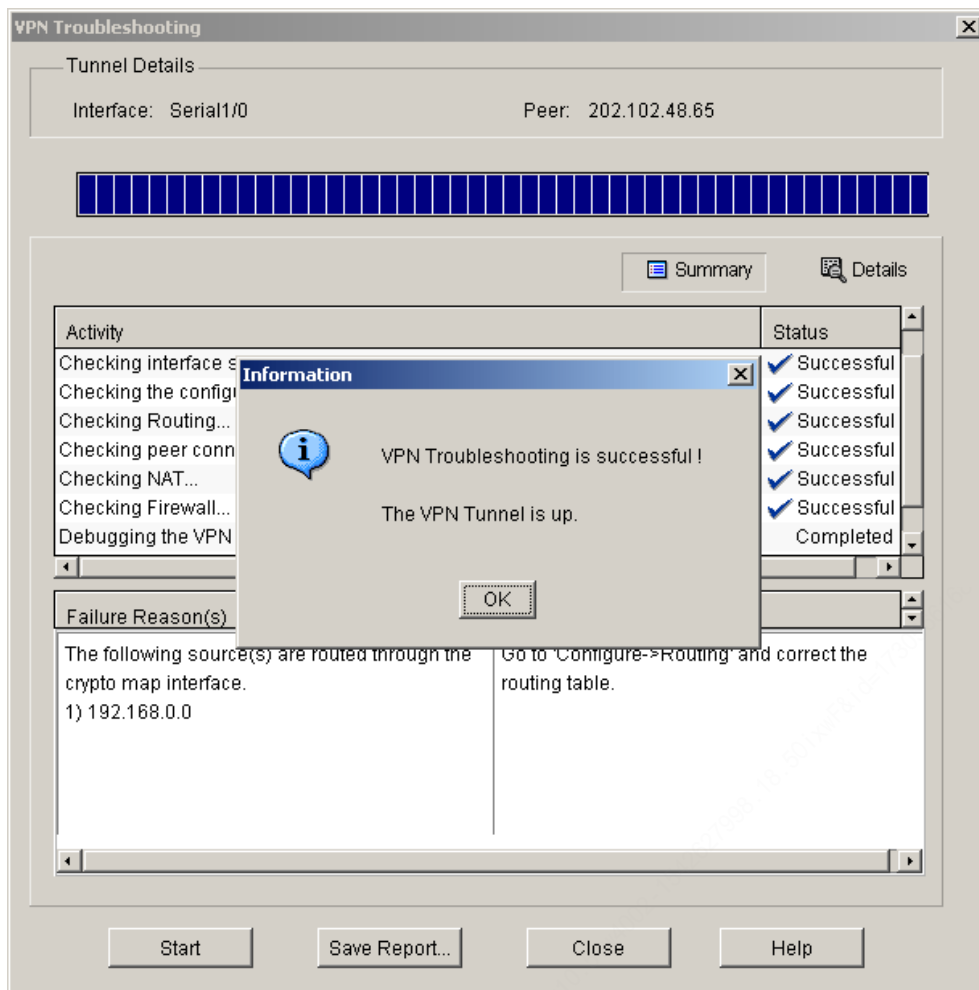 VPN Troubleshooting
Tunnel Details
Interface: Serial1/0 Peer: 202.102.48.65
Summary Details
Activity Status
Checking interface s Successful
Checking the configu Successful
Checking Routing... Successful
Checking peer conn Successful
Checking NAT... Successful
Checking Firewall... Successful
Debugging the VPN Completed
Information
VPN Troubleshooting is successful !
The VPN Tunnel is up.
OK
Failure Reason(s)
The following source(s) are routed through the
crypto map interface.
1) 192.168.0.0
Go to 'Configure->Routing' and correct the
routing table.
Start Save Report... Close Help